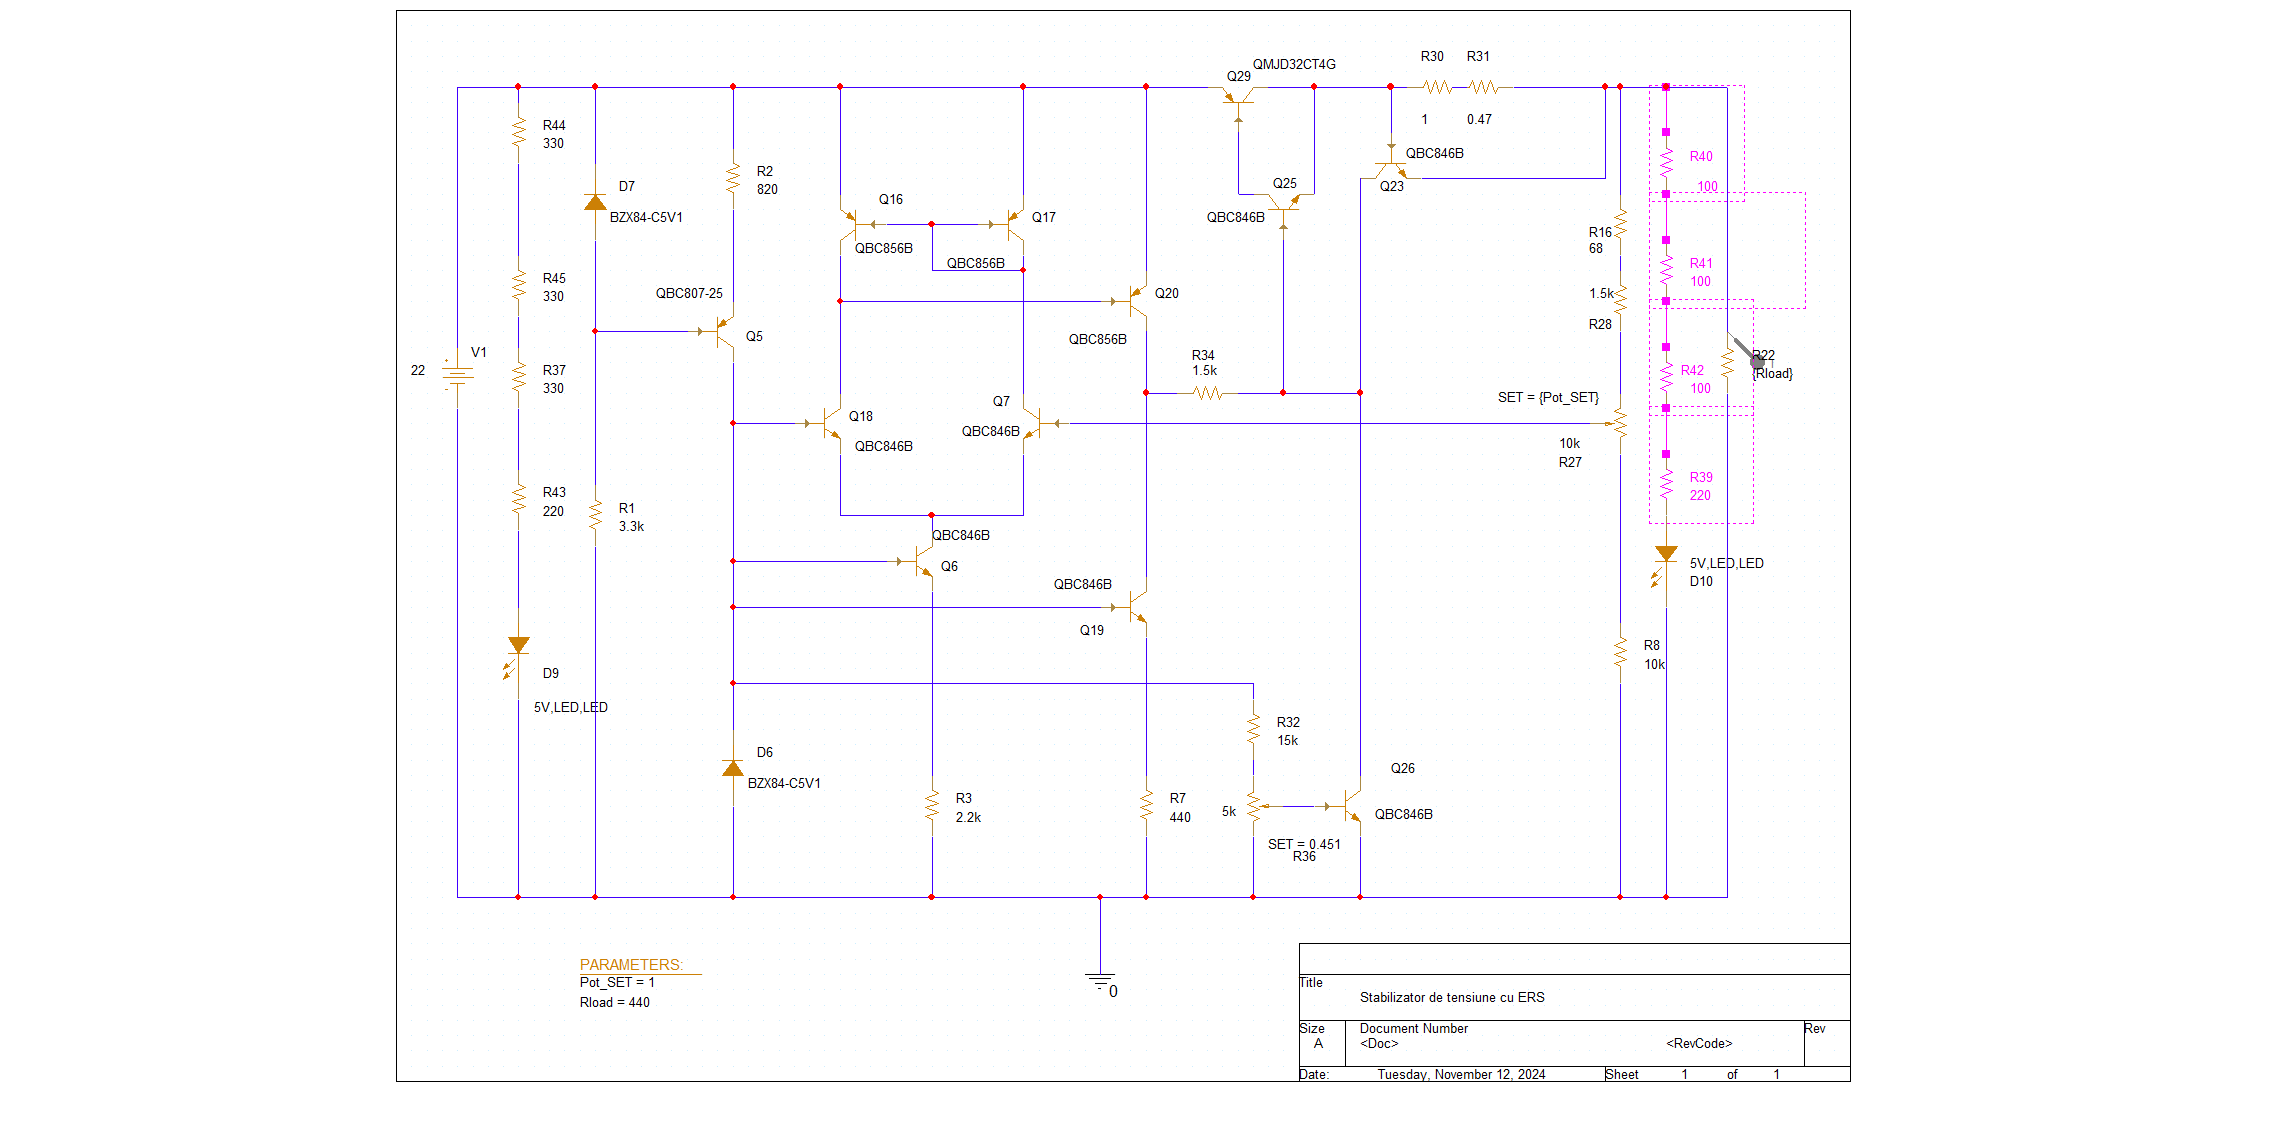 R30 R31
QMJD32CT4G
Q29
1 0.47
R44
330
QBC846B
Q23
R2
820
D7
BZX84-C5V1
Q16
QBC856B
Q17
QBC856B
Q25
QBC846B
R40
100
R16
68
R45
330
QBC807-25
Q5
Q20
QBC856B
1.5k
R28
R41
100
V1
22
R37
330
R34
1.5k
R22
{Rload}
R42
100
Q18
QBC846B
Q7
QBC846B
SET = {Pot_SET}
10k
R27
R43
220
R1
3.3k
R39
220
QBC846B
Q6
QBC846B
Q19
5V,LED,LED
D10
D9
5V,LED,LED
R8
10k
R32
15k
D6
BZX84-C5V1
Q26
QBC846B
R3
2.2k
R7
440
5k
SET = 0.451
R36
PARAMETERS:
Pot_SET = 1
Rload = 440
0
Title
Stabilizator de tensiune cu ERS
Size
A
Document Number
<Doc>
Rev
<RevCode>
Date: Tuesday, November 12, 2024 Sheet 1 of 1